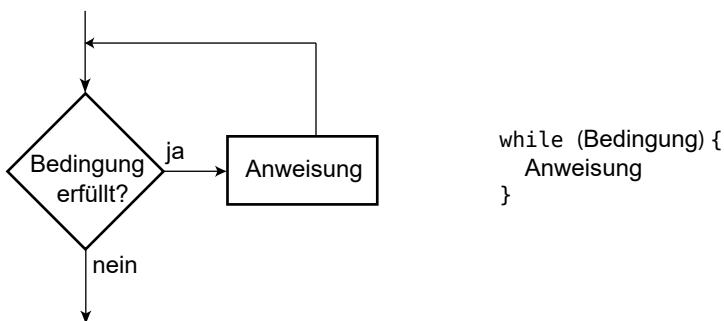 Bedingung
erfüllt?
ja
Anweisung
nein
while (Bedingung) {
Anweisung
}